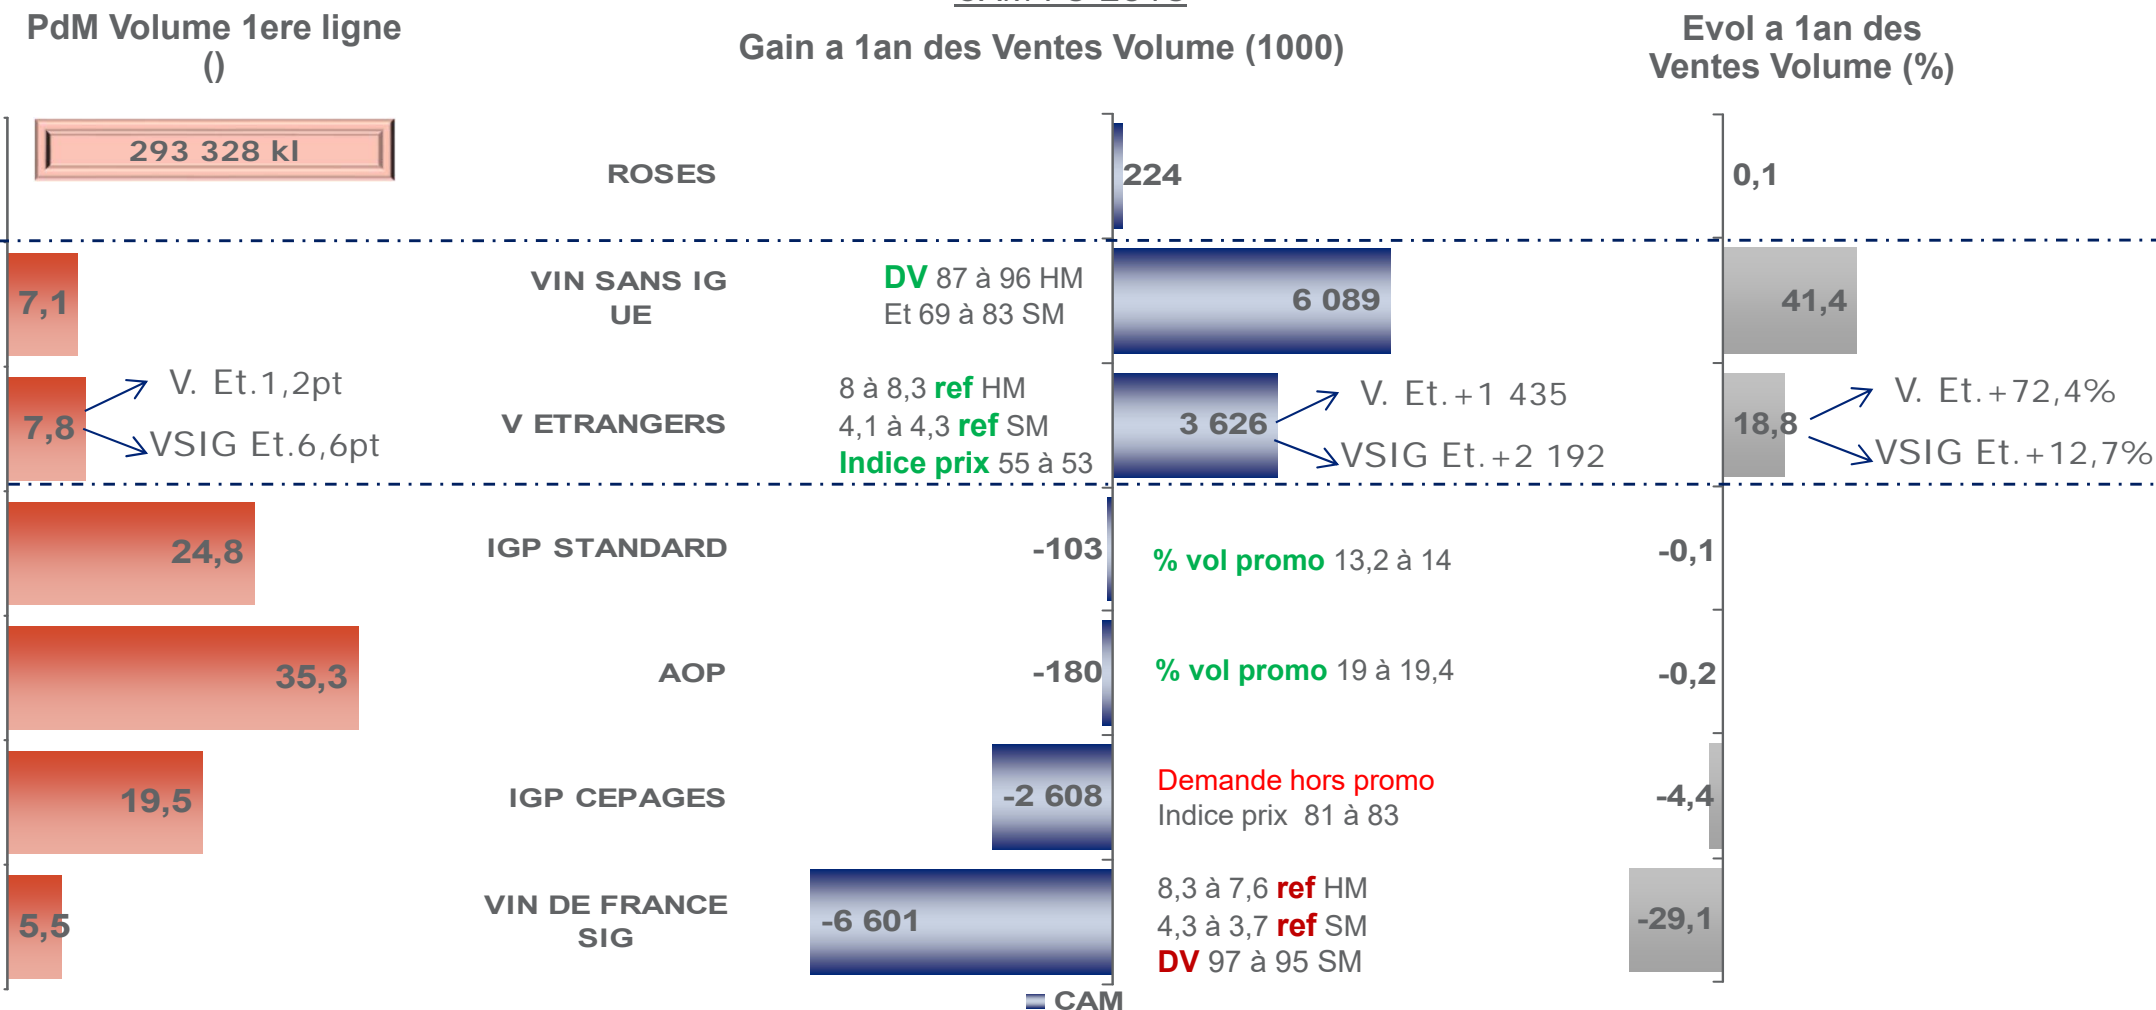 PdM Volume 1ere ligne
()
Gain a 1an des Ventes Volume (1000)
Evol a 1an des
Ventes Volume (%)
293 328 kl
ROSES
224
0,1
7,1
VIN SANS IG
UE
DV 87 à 96 HM
Et 69 à 83 SM
6 089
41,4
7,8
V. Et.1,2pt
VSIG Et.6,6pt
V ETRANGERS
8 à 8,3 ref HM
4,1 à 4,3 ref SM
Indice prix 55 à 53
3 626
V. Et.+1 435
VSIG Et.+2 192
18,8
V. Et.+72,4%
VSIG Et.+12,7%
24,8
IGP STANDARD
-103
% vol promo 13,2 à 14
-0,1
35,3
AOP
-180
% vol promo 19 à 19,4
-0,2
19,5
IGP CEPAGES
-2 608
Demande hors promo
Indice prix 81 à 83
-4,4
5,5
VIN DE FRANCE
SIG
-6 601
8,3 à 7,6 ref HM
4,3 à 3,7 ref SM
DV 97 à 95 SM
-29,1
CAM